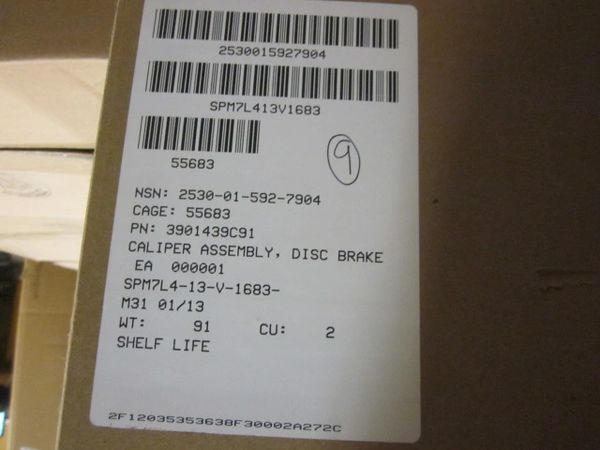 2530015927904
SPM7L413V1683
55683
9
NSN: 2530-01-592-7904
CAGE: 55683
PN: 3901439C91
CALIPER ASSEMBLY, DISC BRAKE
EA 000001
SPM7L4-13-V-1683-
M31 01/13
WT: 91 CU: 2
SHELF LIFE
2F12035353638F30002A272C